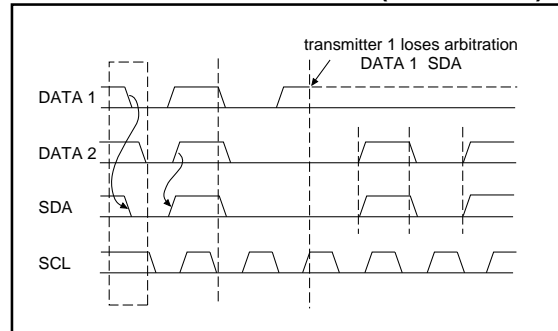 transmitter 1 loses arbitration
DATA 1 SDA
DATA 1
DATA 2
SDA
SCL